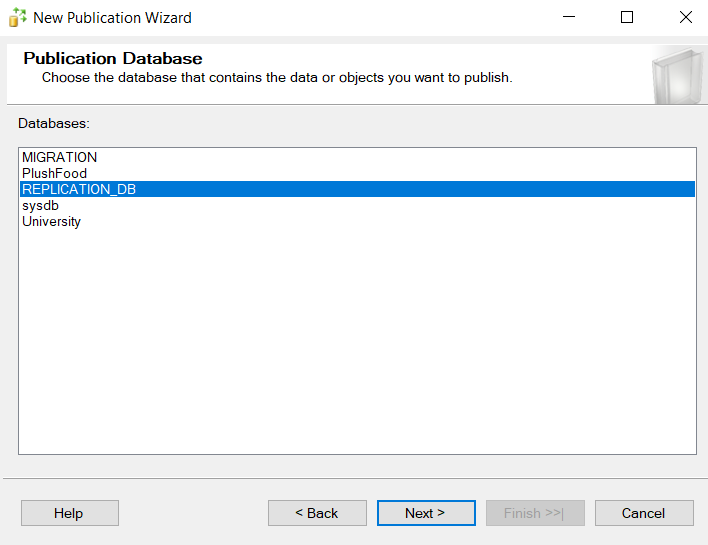 New Publication Wizard
Publication Database
Choose the database that contains the data or objects you want to publish.
Databases:
MIGRATION
PlushFood
REPLICATION_DB
sysdb
University
Help
< Back
Next >
Finish >>|
Cancel